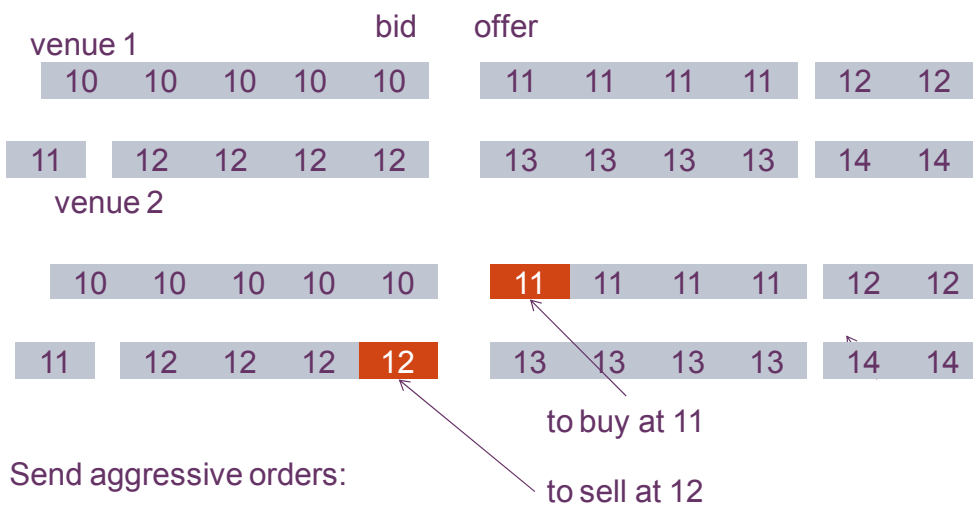 bid offer
venue 1
10 10 10 10 10 11 11 11 11 12 12
11 12 12 12 12 13 13 13 13 14 14
venue 2
10 10 10 10 10 11 11 11 11 12 12
11 12 12 12 12 13 13 13 13 14 14
to buy at 11
Send aggressive orders:
to sell at 12